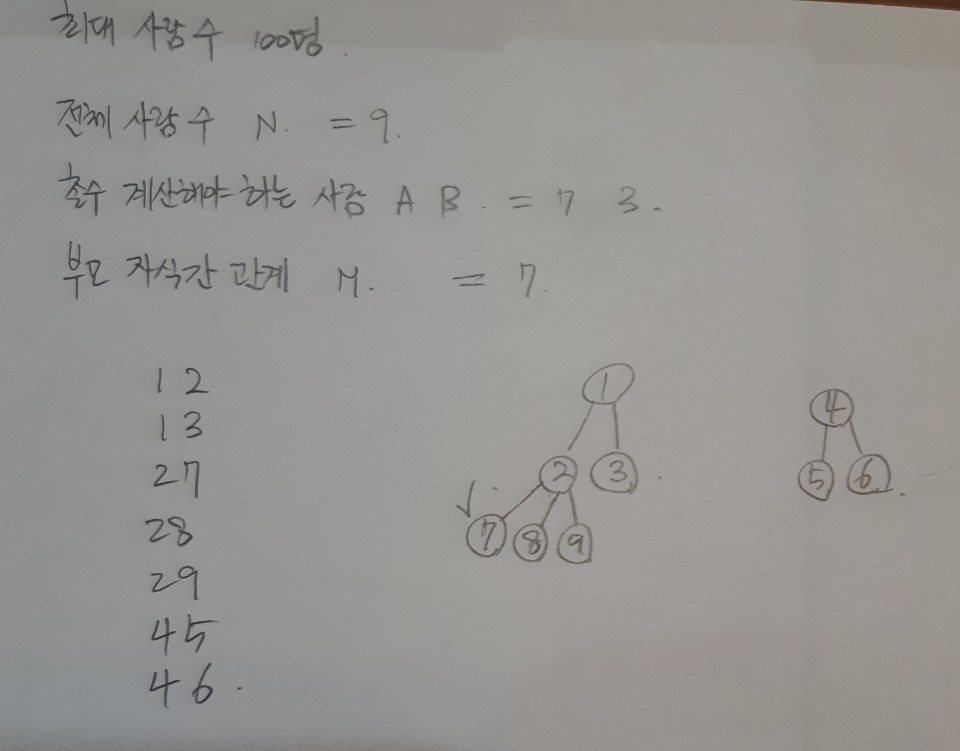 최대 사람 수 100명.
전체 사람 수 N. = 9.
촌수 계산해야 하는 사람 A B. = 7 3.
부모 자식간 관계 M. = 7.
1 2
1 3
2 7
2 8
2 9
4 5
4 6.
1
4
2 3
5 6
7 8 9